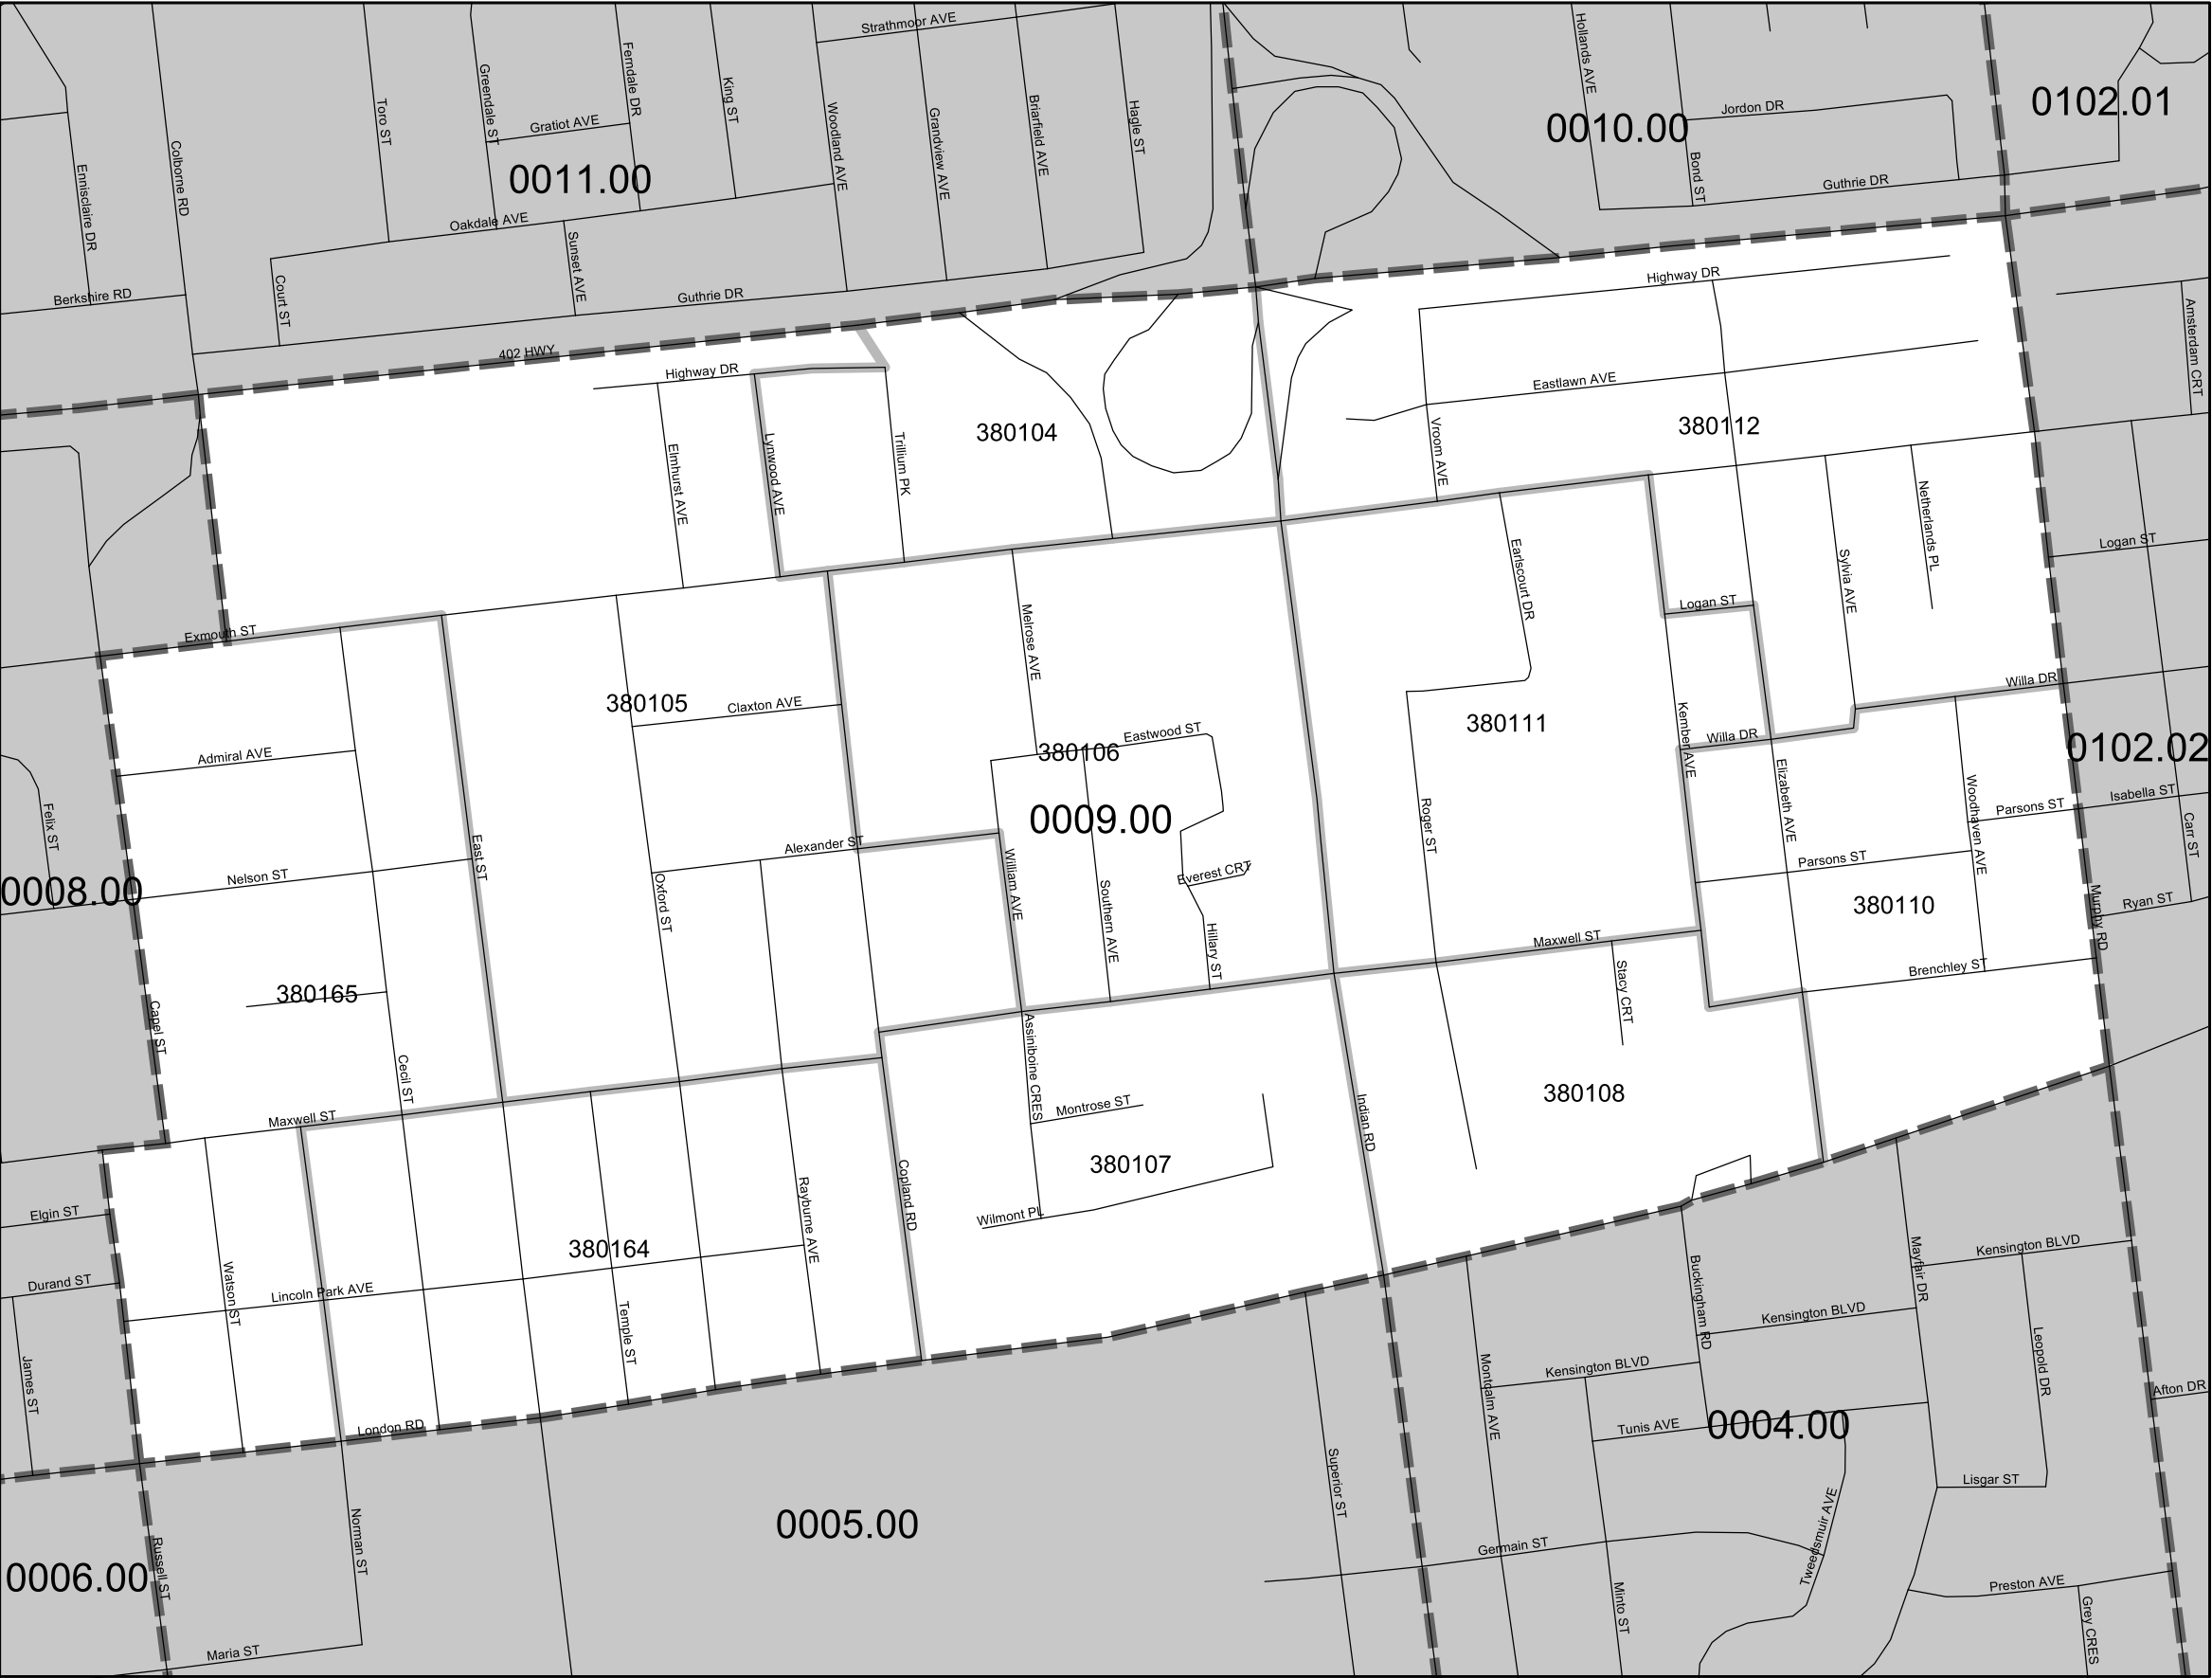 Strathmoor AVE
Hollands AVE
Ferndale DR
Greendale ST
King ST
0102.01
Toro ST
Woodland AVE
Grandview AVE
Briarfield AVE
Hagle ST
Jordon DR
Gratiot AVE
0010.00
Colborne RD
Ennisclaire DR
0011.00
Bond ST
Guthrie DR
Oakdale AVE
Sunset AVE
Court ST
Berkshire RD
Guthrie DR
Highway DR
Amsterdam CRT
402 HWY
Highway DR
Eastlawn AVE
380104
380112
Elmhurst AVE
Lynwood AVE
Trillium PK
Vroom AVE
Netherlands PL
Logan ST
Earlscourt DR
Sylvia AVE
Logan ST
Exmouth ST
Melrose AVE
Willa DR
380105
Claxton AVE
380111
Eastwood ST
Kember AVE
Willa DR
Admiral AVE
380106
0102.02
Elizabeth AVE
Woodhaven AVE
Isabella ST
Parsons ST
Felix ST
0009.00
Roger ST
Carr ST
East ST
Alexander ST
Parsons ST
Nelson ST
0008.00
Oxford ST
William AVE
Southern AVE
Everest CRT
380110
Murphy RD
Ryan ST
Hillary ST
Maxwell ST
Brenchley ST
380165
Stacy CRT
Capel ST
Assiniboine CRES
Cecil ST
380108
Montrose ST
Indian RD
Maxwell ST
380107
Copland RD
Rayburne AVE
Elgin ST
Wilmont PL
380164
Kensington BLVD
Mayfair DR
Buckingham RD
Durand ST
Watson ST
Lincoln Park AVE
Temple ST
Kensington BLVD
Leopold DR
James ST
Montcalm AVE
Kensington BLVD
Afton DR
London RD
Tunis AVE
0004.00
Superior ST
Lisgar ST
0005.00
Tweedsmuir AVE
Norman ST
Russell ST
Germain ST
0006.00
Minto ST
Preston AVE
Grey CRES
Maria ST